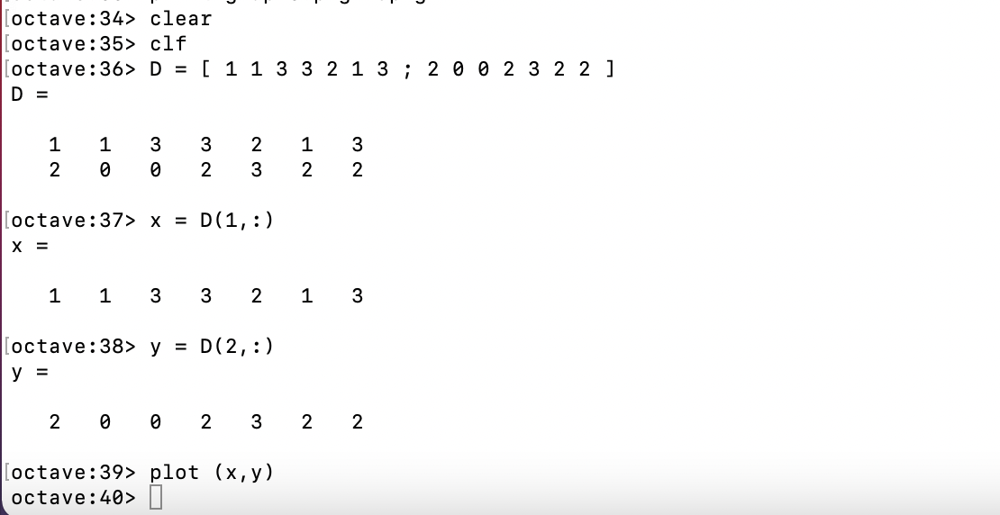 [octave:34> clear
[octave:35> clf
[octave:36> D = [ 1 1 3 3 2 1 3 ; 2 0 0 2 3 2 2 ]
D =
1 1 3 3 2 1 3
2 0 0 2 3 2 2
[octave:37> x = D(1,:)
x =
1 1 3 3 2 1 3
[octave:38> y = D(2,:)
y =
2 0 0 2 3 2 2
[octave:39> plot (x,y)
octave:40>